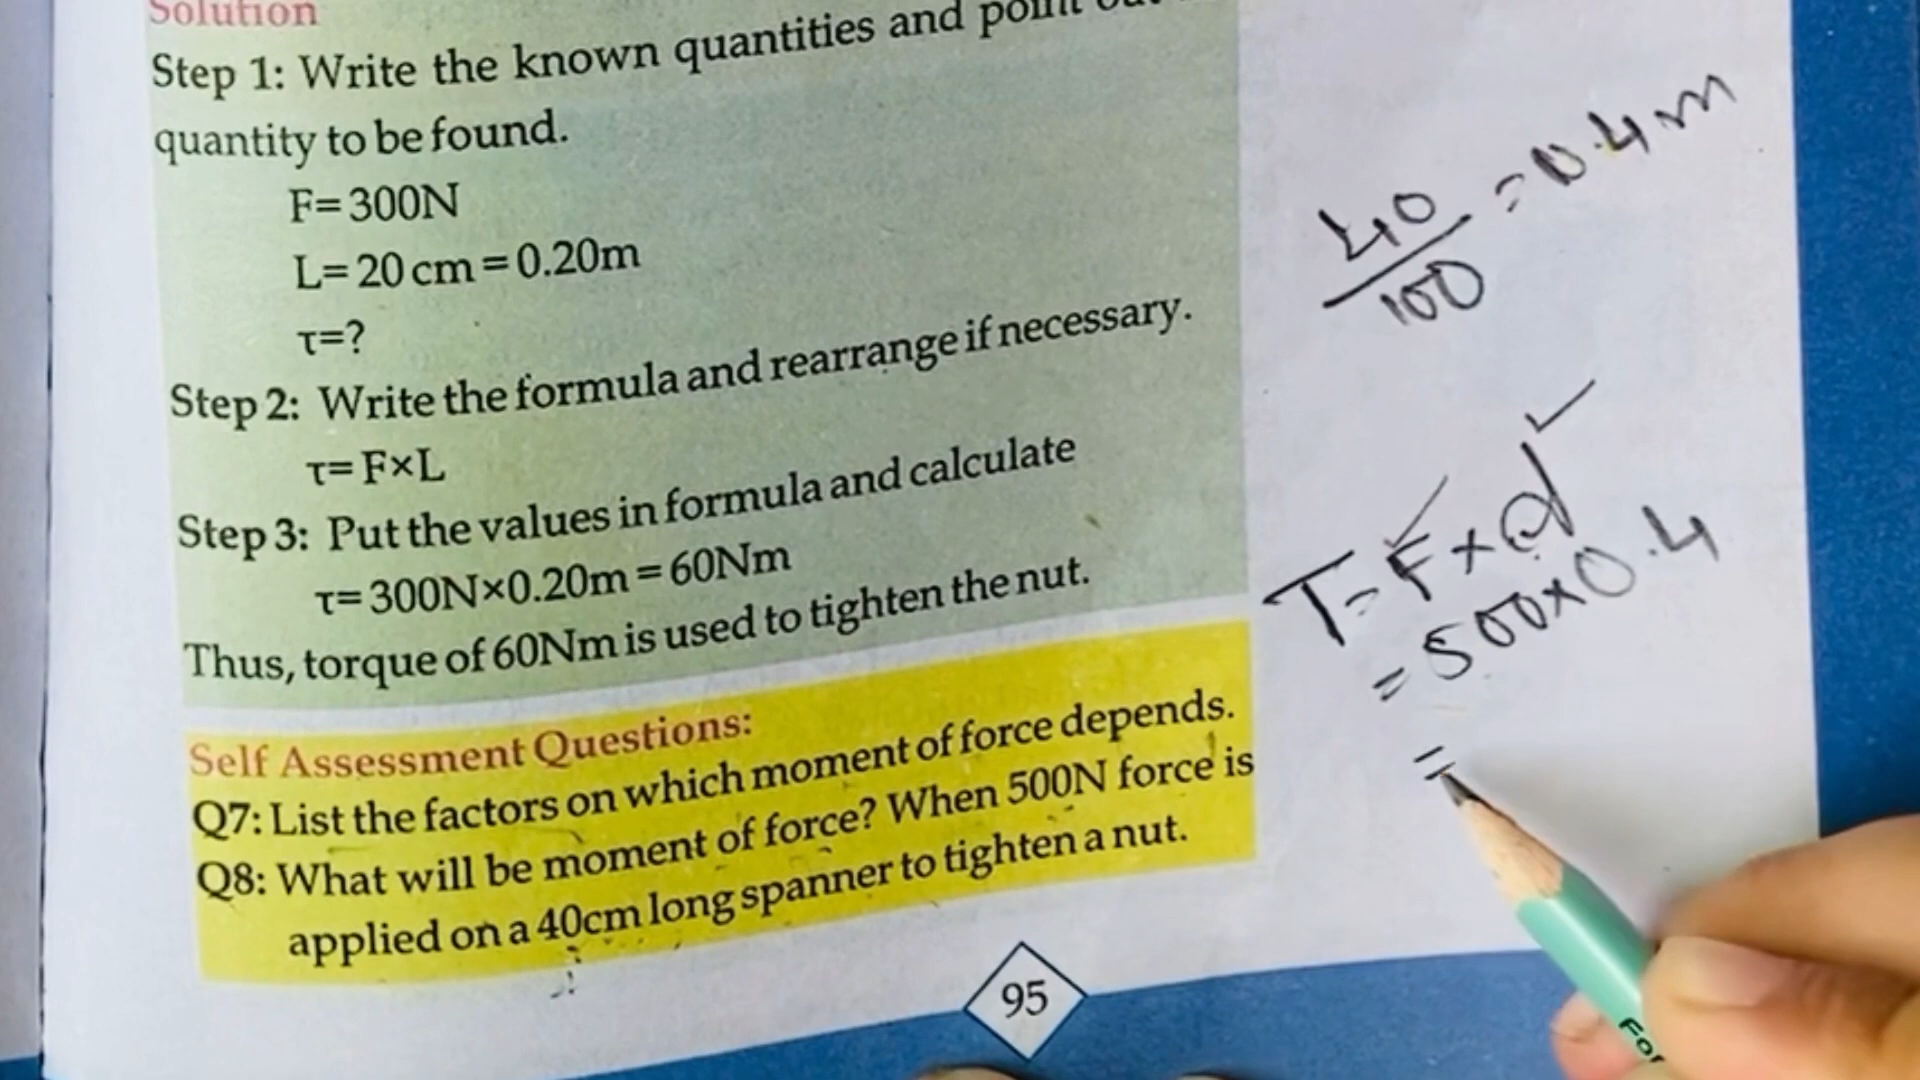 Solution
Step 1: Write the known quantities and point
quantity to be found.
F= 300N
L= 20 cm = 0.20m
τ=?
Step 2: Write the formula and rearrange if necessary.
τ= F×L
Step 3: Put the values in formula and calculate
τ= 300N×0.20m = 60Nm
Thus, torque of 60Nm is used to tighten the nut.
Self Assessment Questions:
Q7: List the factors on which moment of force depends.
Q8: What will be moment of force? When 500N force is
applied on a 40cm long spanner to tighten a nut.
95
40/100 = 0.4m
T= F×d
= 500×0.4
=